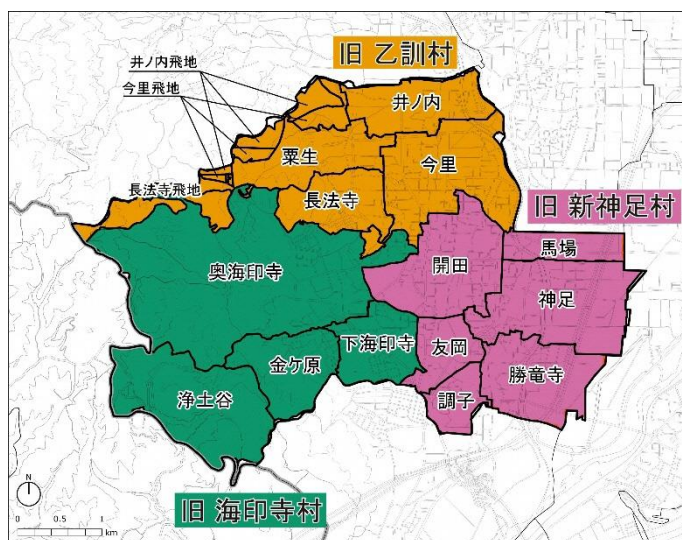 旧 乙訓村
井ノ内飛地
今里飛地
井ノ内
粟生
今里
長法寺飛地
長法寺
旧 新神足村
馬場
開田
奥海印寺
神足
下海印寺
友岡
金ケ原
勝竜寺
浄土谷
調子
旧 海印寺村
N
0 0.5 1
km